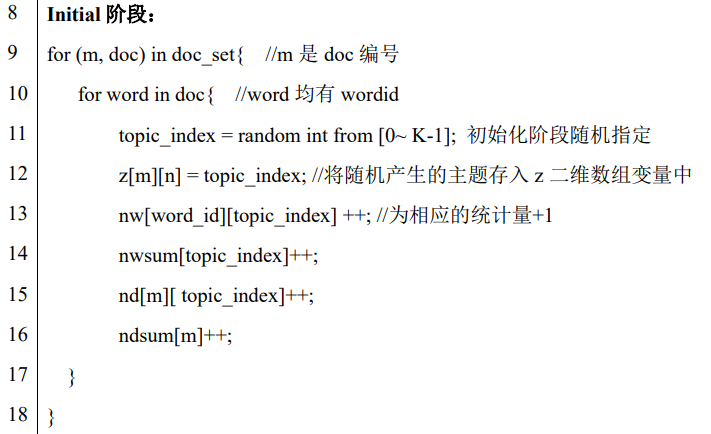 8 Initial 阶段：
9 for (m, doc) in doc_set{ //m 是 doc 编号
10 for word in doc{ //word 均有 wordid
11 topic_index = random int from [0~ K-1]; 初始化阶段随机指定
12 z[m][n] = topic_index; //将随机产生的主题存入 z 二维数组变量中
13 nw[word_id][topic_index] ++; //为相应的统计量+1
14 nwsum[topic_index]++;
15 nd[m][ topic_index]++;
16 ndsum[m]++;
17 }
18 }